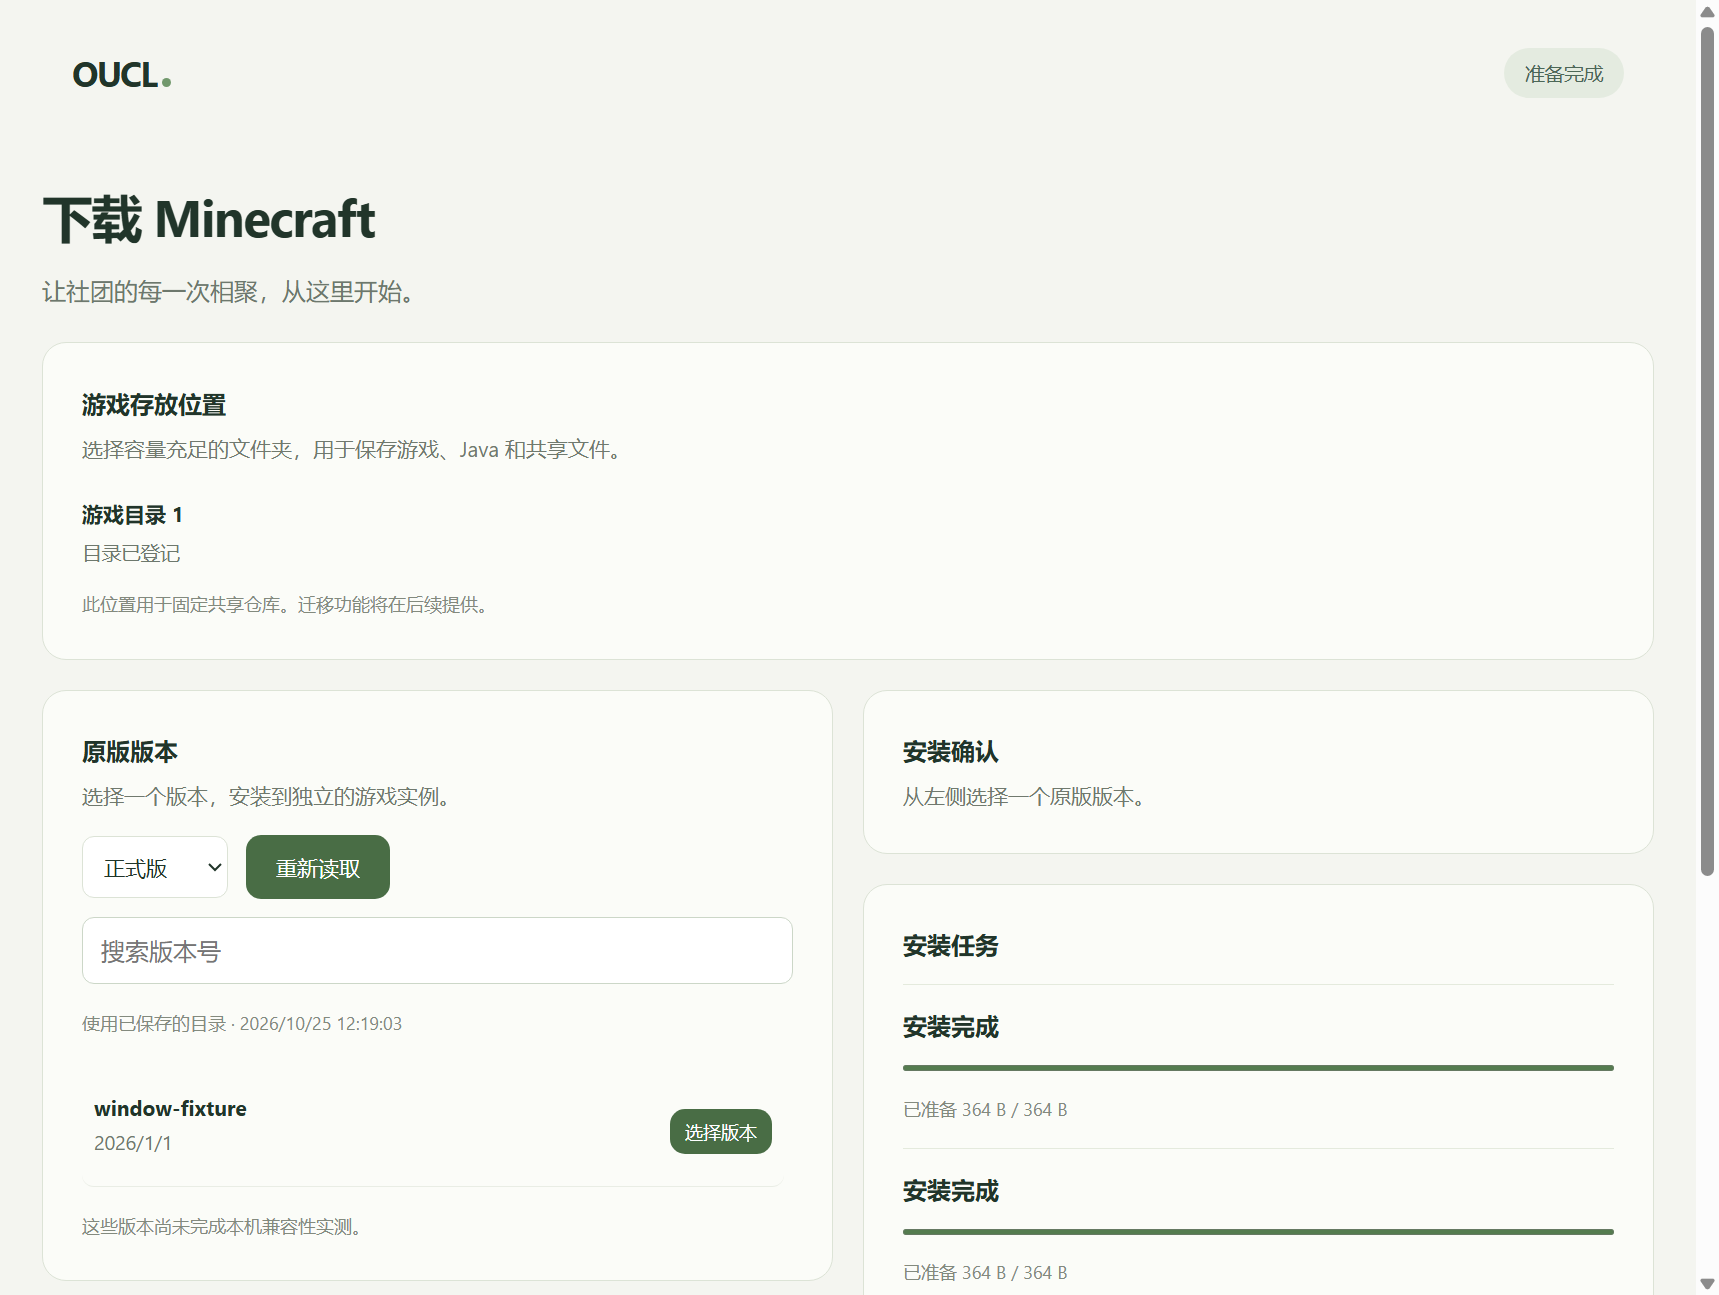 OUCL.
准备完成
下载 Minecraft
让社团的每一次相聚，从这里开始。
游戏存放位置
选择容量充足的文件夹，用于保存游戏、Java 和共享文件。
游戏目录 1
目录已登记
此位置用于固定共享仓库。迁移功能将在后续提供。
原版版本
选择一个版本，安装到独立的游戏实例。
正式版
重新读取
搜索版本号
使用已保存的目录 · 2026/10/25 12:19:03
window-fixture
2026/1/1
选择版本
这些版本尚未完成本机兼容性实测。
安装确认
从左侧选择一个原版版本。
安装任务
安装完成
已准备 364 B / 364 B
安装完成
已准备 364 B / 364 B